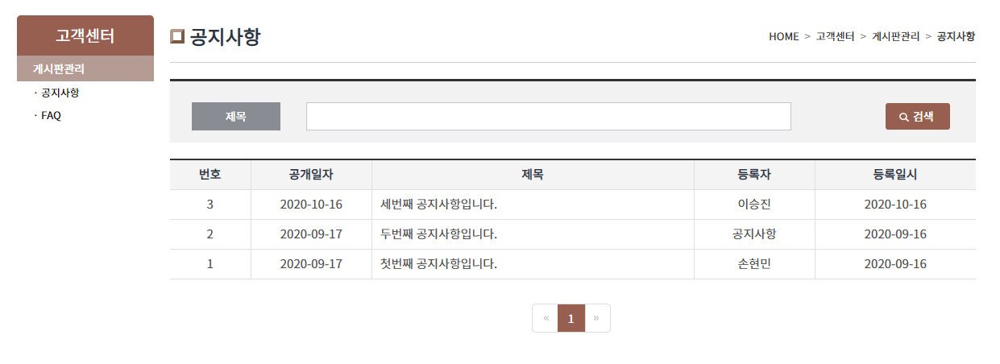 고객센터
게시판관리
· 공지사항
· FAQ
공지사항
HOME > 고객센터 > 게시판관리 > 공지사항
제목
검색
번호 공개일자 제목 등록자 등록일시
3 2020-10-16 세번째 공지사항입니다. 이승진 2020-10-16
2 2020-09-17 두번째 공지사항입니다. 공지사항 2020-09-16
1 2020-09-17 첫번째 공지사항입니다. 손현민 2020-09-16
« 1 »